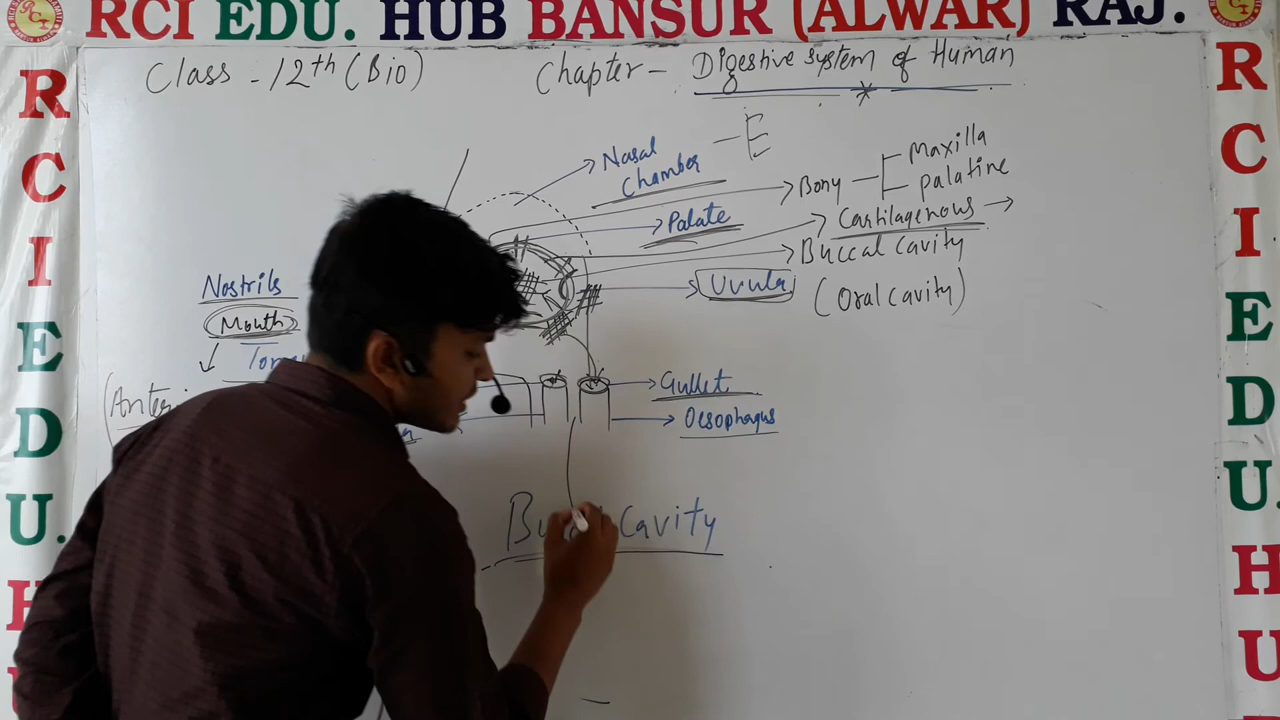 RCI EDU. HUB BANSUR (ALWAR) RAJ.
Class - 12th (Bio)
Chapter - Digestive system of Human
Nasal Chamber - E
Bony
Maxilla
palatine
Palate
Cartilagenous
Buccal Cavity
(Oral cavity)
Uvula
Nostrils
Mouth
Gullet
Oesophagus
Cavity
R
C
I
E
D
U.
H
R
C
I
E
D
U.
H
U